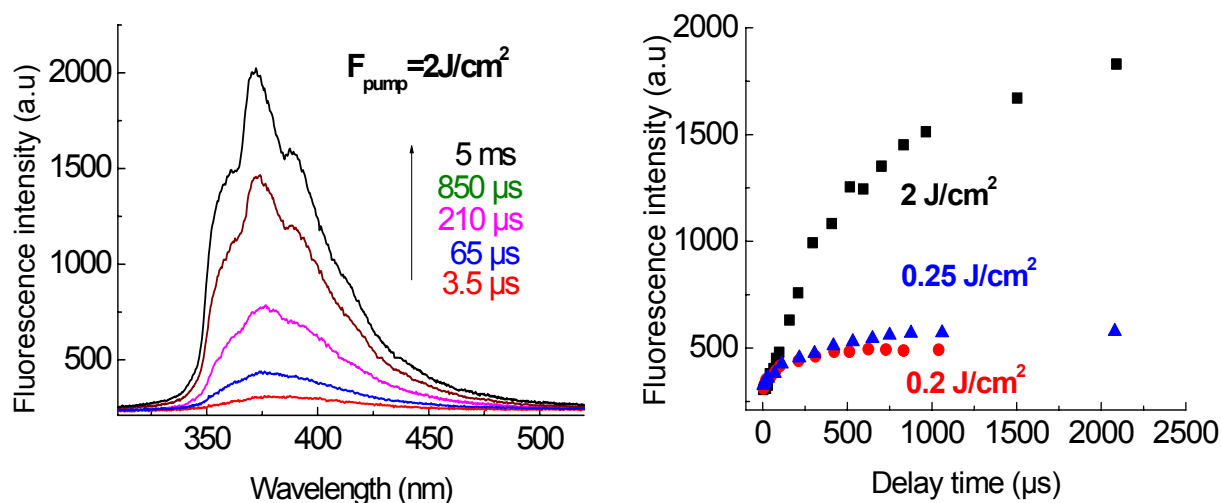 Fluorescence intensity (a.u)
2000
1500
1000
500
350
400
450
500
Wavelength (nm)
F_pump=2J/cm²
5 ms
850 µs
210 µs
65 µs
3.5 µs
Fluorescence intensity (a.u)
2000
1500
1000
500
0
500
1000
1500
2000
2500
Delay time (µs)
2 J/cm²
0.25 J/cm²
0.2 J/cm²